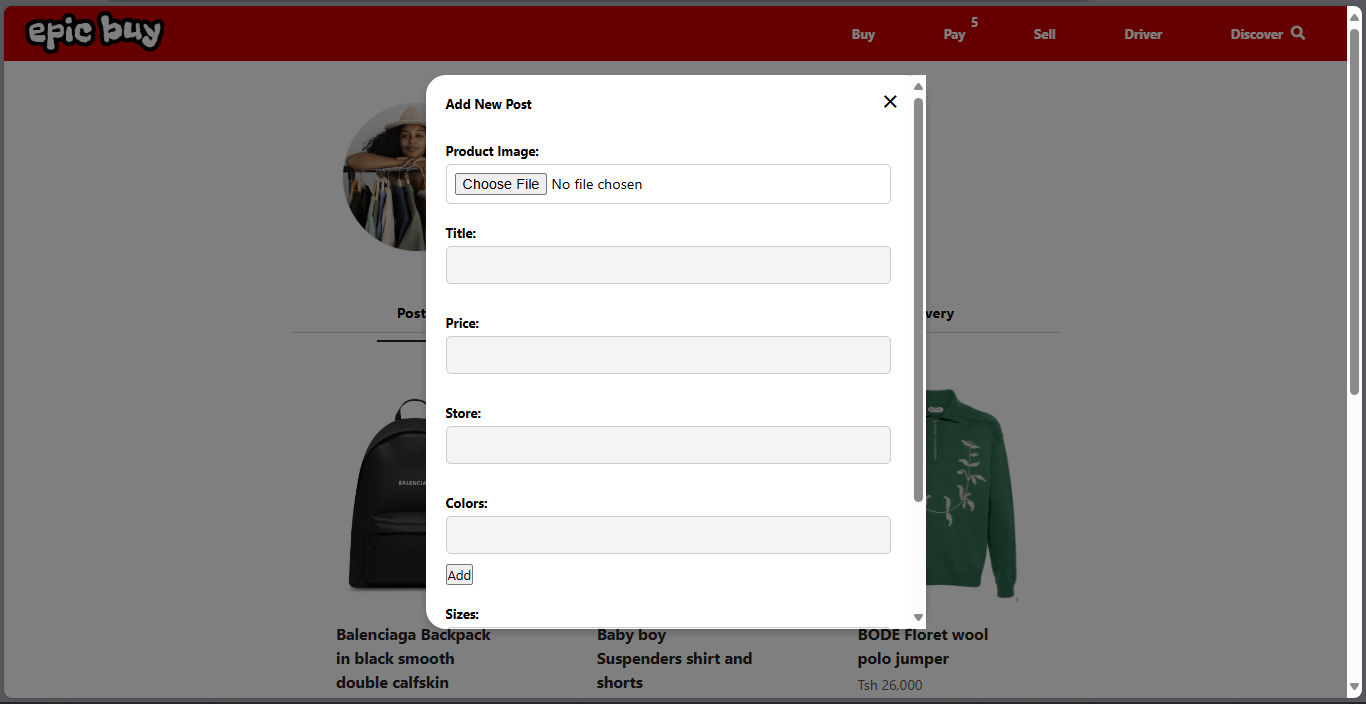 epic buy
Buy
Pay
5
Sell
Driver
Discover
Add New Post
Product Image:
Choose File No file chosen
Title:
Post
very
Price:
Store:
BALENCIA
Colors:
Add
Sizes:
Balenciaga Backpack
in black smooth
double calfskin
Baby boy
Suspenders shirt and
shorts
BODE Floret wool
polo jumper
Tsh 26,000